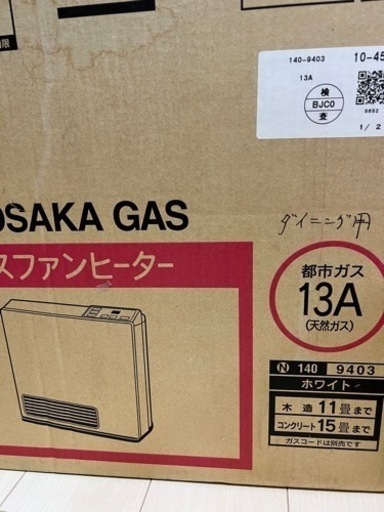 140-9403
10-45
13A
検
BJC0
査
5852
1/2
OSAKA GAS
ダイニング用
スファンヒーター
都市ガス
13A
(天然ガス)
N 140 9403
ホワイト
木造 11畳まで
コンクリート 15畳まで
ガスコードは別売です